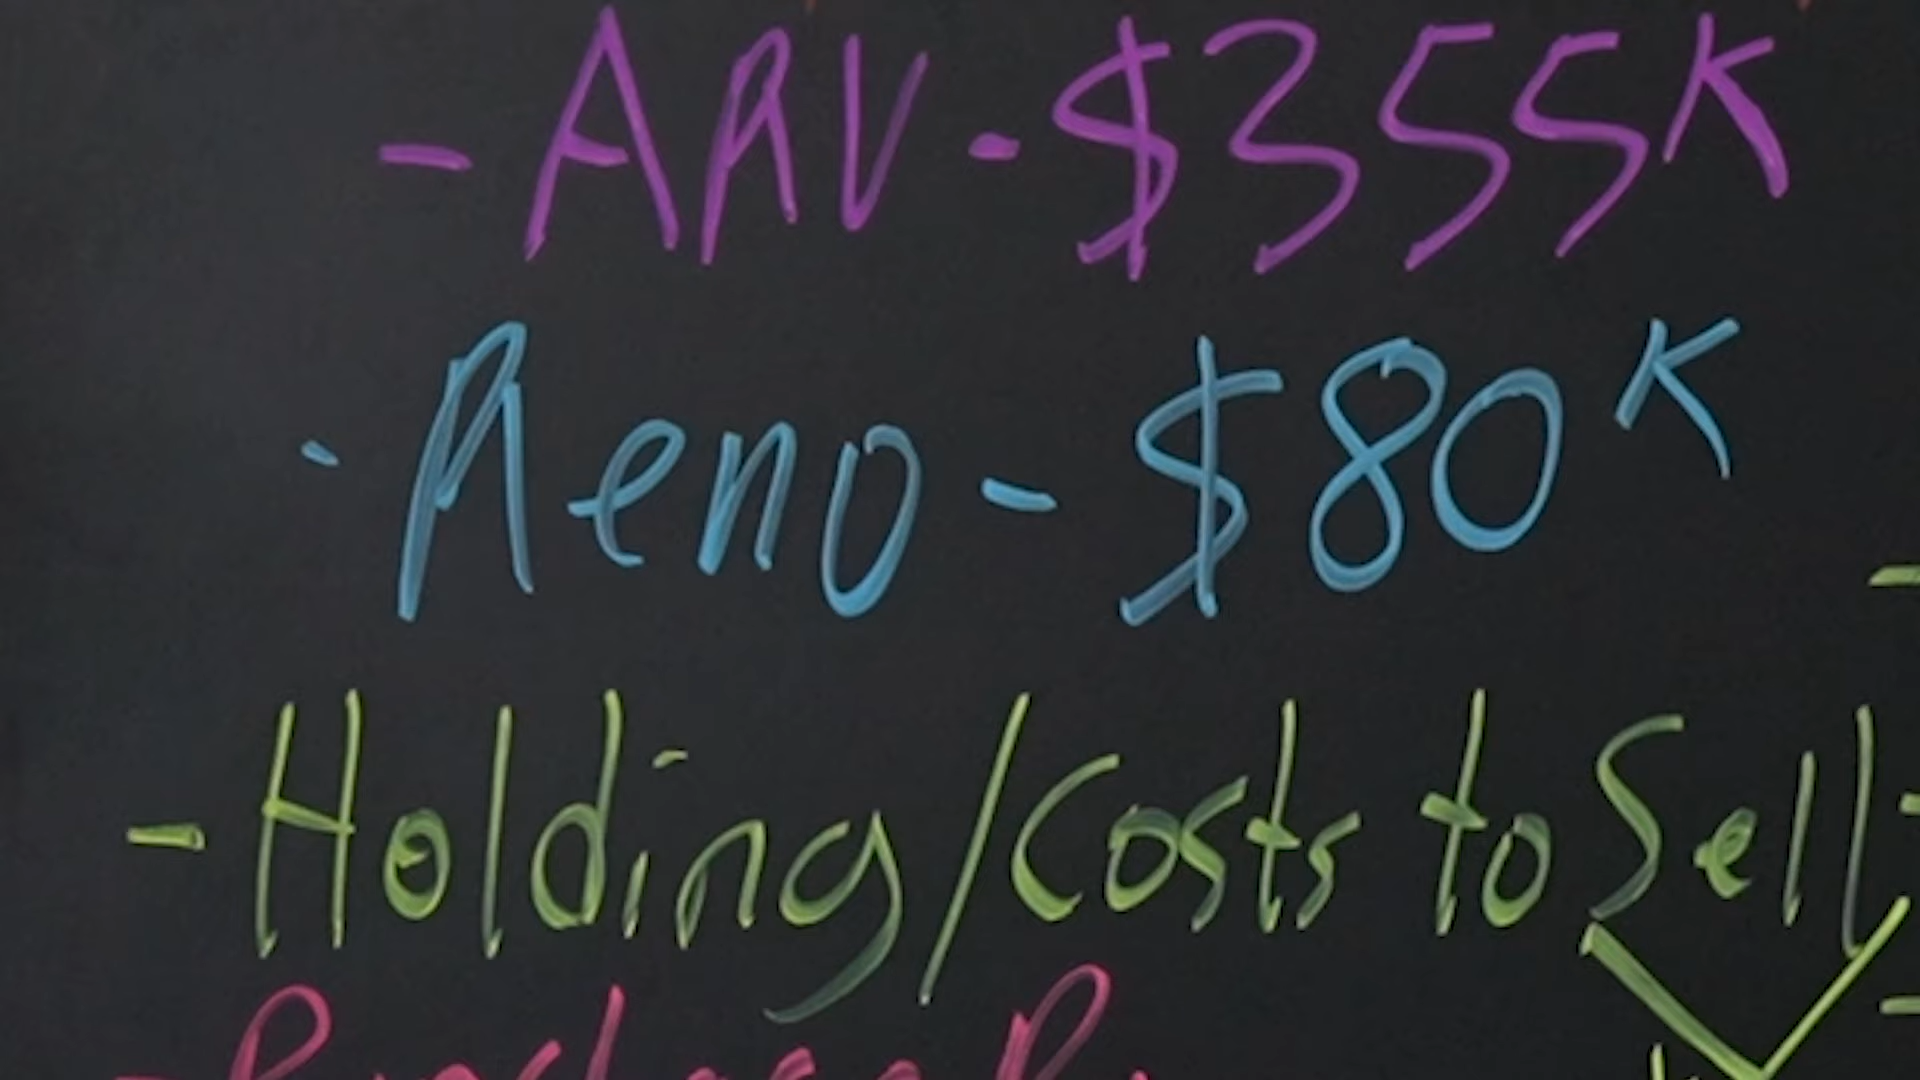 - ARV - $355K
- Reno - $80K
- Holding/Costs to Sell -